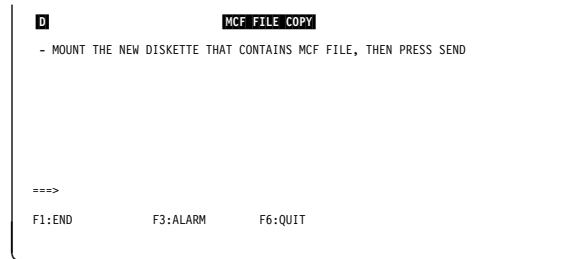 D MCF FILE COPY
- MOUNT THE NEW DISKETTE THAT CONTAINS MCF FILE, THEN PRESS SEND
===>
F1:END F3:ALARM F6:QUIT